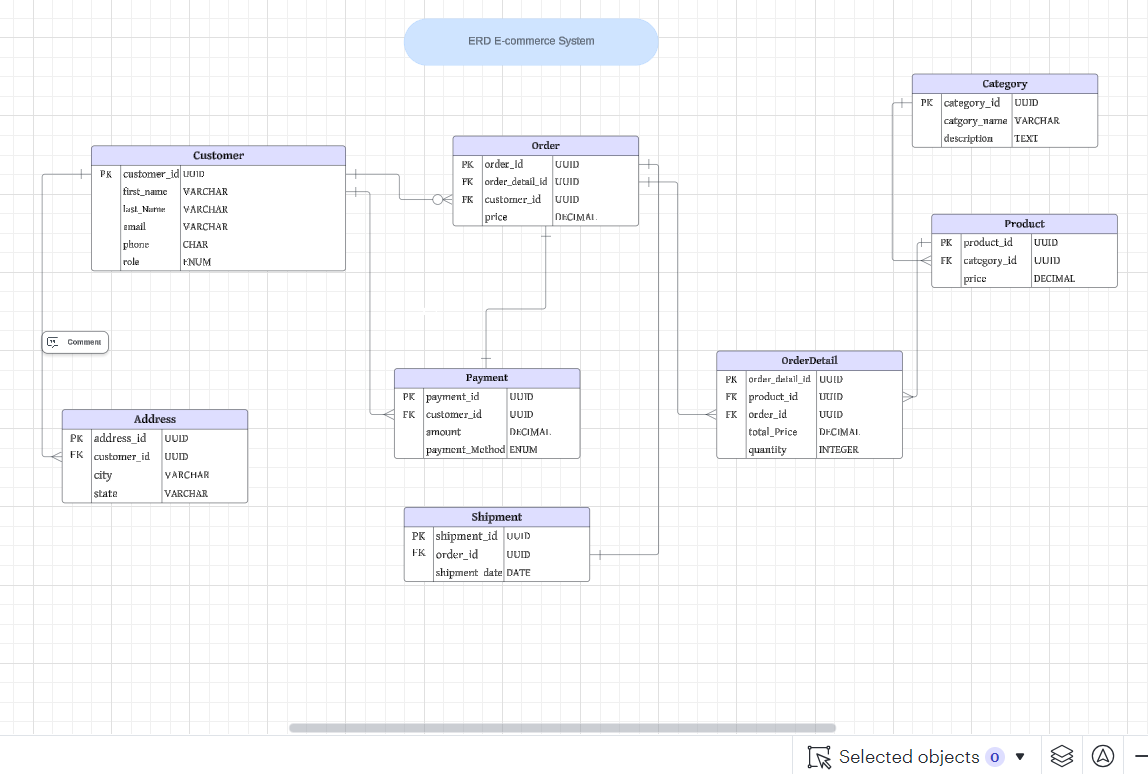 ERD E-commerce System
Category
PK category_id UUID
catgory_name VARCHAR
description TEXT
Order
PK order_id UUID
FK order_detail_id UUID
FK customer_id UUID
price DECIMAL
Customer
PK customer_id UUID
first_name VARCHAR
last_Name VARCHAR
email VARCHAR
phone CHAR
role ENUM
Product
PK product_id UUID
FK category_id UUID
price DECIMAL
Comment
OrderDetail
PK order_detail_id UUID
FK product_id UUID
FK order_id UUID
total_Price DECIMAL
quantity INTEGER
Payment
PK payment_id UUID
FK customer_id UUID
amount DECIMAL
payment_Method ENUM
Address
PK address_id UUID
FK customer_id UUID
city VARCHAR
state VARCHAR
Shipment
PK shipment_id UUID
FK order_id UUID
shipment_date DATE
Selected objects 0